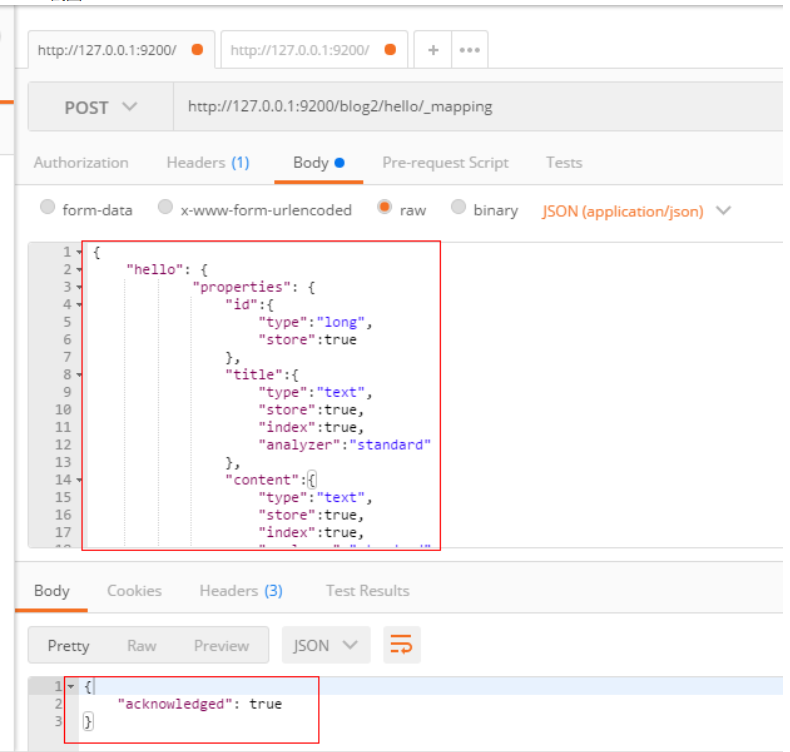 http://127.0.0.1:9200/ http://127.0.0.1:9200/ + •••
POST http://127.0.0.1:9200/blog2/hello/_mapping
Authorization Headers (1) Body Pre-request Script Tests
form-data x-www-form-urlencoded raw binary JSON (application/json)
1 {
2 "hello": {
3 "properties": {
4 "id":{
5 "type":"long",
6 "store":true
7 },
8 "title":{
9 "type":"text",
10 "store":true,
11 "index":true,
12 "analyzer":"standard"
13 },
14 "content":{
15 "type":"text",
16 "store":true,
17 "index":true,
Body Cookies Headers (3) Test Results
Pretty Raw Preview JSON
1 {
2 "acknowledged": true
3 }